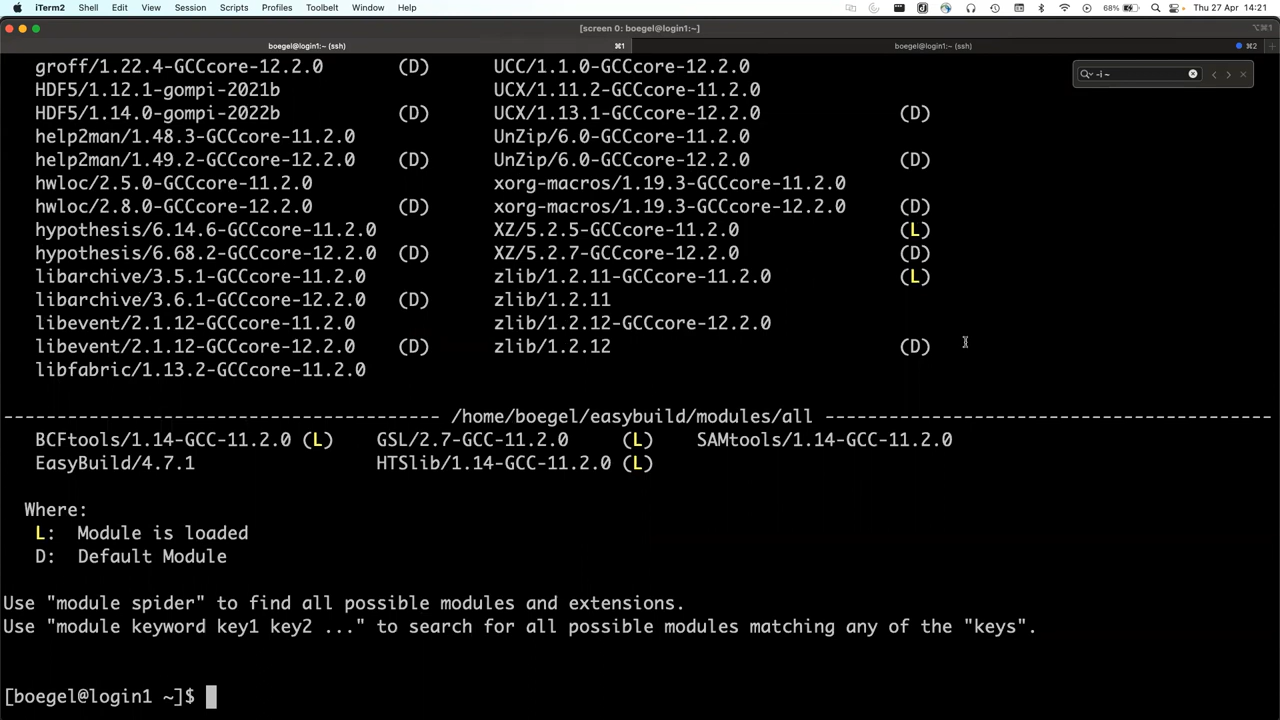 iTerm2 Shell Edit View Session Scripts Profiles Toolbelt Window Help 68% Thu 27 Apr 14:21
[screen 0: boegel@login1:~] ⌥⌘1
boegel@login1:~ (ssh) ⌘1 boegel@login1:~ (ssh) ⌘2
-i ~
groff/1.22.4-GCCcore-12.2.0 (D) UCC/1.1.0-GCCcore-12.2.0
HDF5/1.12.1-gompi-2021b UCX/1.11.2-GCCcore-11.2.0
HDF5/1.14.0-gompi-2022b (D) UCX/1.13.1-GCCcore-12.2.0 (D)
help2man/1.48.3-GCCcore-11.2.0 UnZip/6.0-GCCcore-11.2.0
help2man/1.49.2-GCCcore-12.2.0 (D) UnZip/6.0-GCCcore-12.2.0 (D)
hwloc/2.5.0-GCCcore-11.2.0 xorg-macros/1.19.3-GCCcore-11.2.0
hwloc/2.8.0-GCCcore-12.2.0 (D) xorg-macros/1.19.3-GCCcore-12.2.0 (D)
hypothesis/6.14.6-GCCcore-11.2.0 XZ/5.2.5-GCCcore-11.2.0 (L)
hypothesis/6.68.2-GCCcore-12.2.0 (D) XZ/5.2.7-GCCcore-12.2.0 (D)
libarchive/3.5.1-GCCcore-11.2.0 zlib/1.2.11-GCCcore-11.2.0 (L)
libarchive/3.6.1-GCCcore-12.2.0 (D) zlib/1.2.11
libevent/2.1.12-GCCcore-11.2.0 zlib/1.2.12-GCCcore-12.2.0
libevent/2.1.12-GCCcore-12.2.0 (D) zlib/1.2.12 (D)
libfabric/1.13.2-GCCcore-11.2.0
----------------------------------------- /home/boegel/easybuild/modules/all -----------------------------------------
BCFtools/1.14-GCC-11.2.0 (L) GSL/2.7-GCC-11.2.0 (L) SAMtools/1.14-GCC-11.2.0
EasyBuild/4.7.1 HTSlib/1.14-GCC-11.2.0 (L)
Where:
L: Module is loaded
D: Default Module
Use "module spider" to find all possible modules and extensions.
Use "module keyword key1 key2 ..." to search for all possible modules matching any of the "keys".
[boegel@login1 ~]$